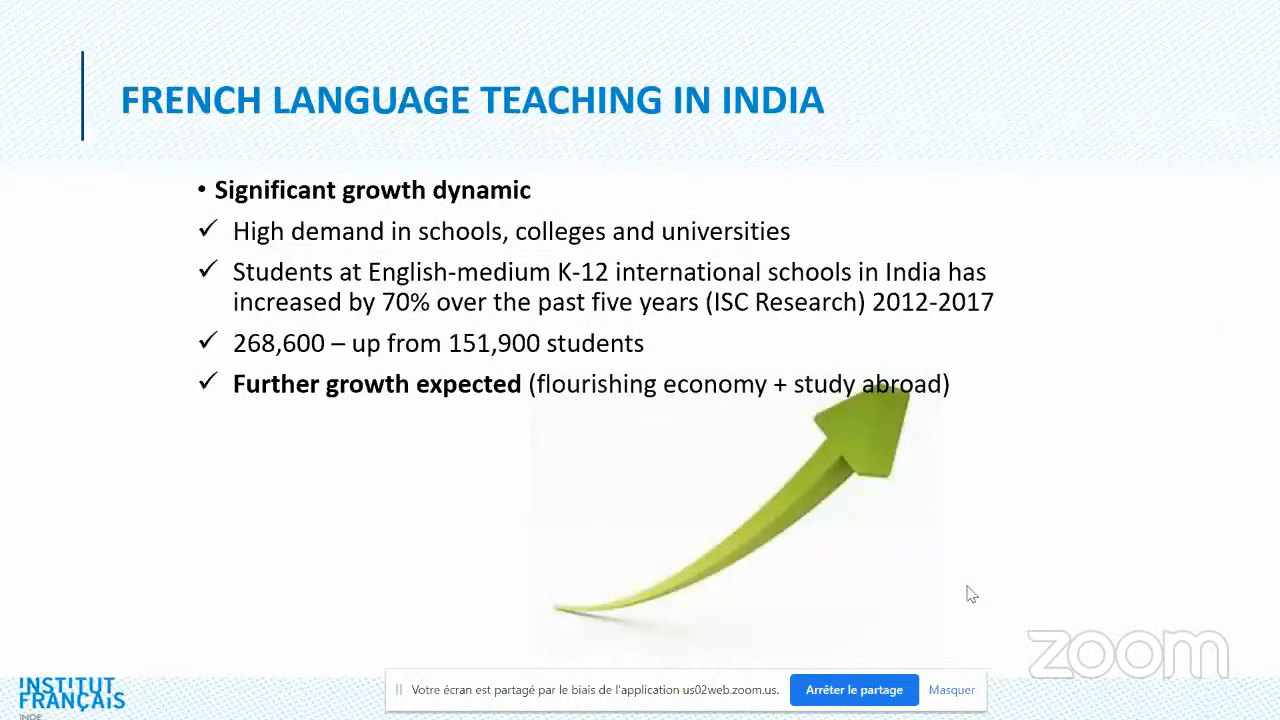 FRENCH LANGUAGE TEACHING IN INDIA
• Significant growth dynamic
✓ High demand in schools, colleges and universities
✓ Students at English-medium K-12 international schools in India has
increased by 70% over the past five years (ISC Research) 2012-2017
✓ 268,600 – up from 151,900 students
✓ Further growth expected (flourishing economy + study abroad)
zoom
INSTITUT
FRANÇAIS
INDE
Votre écran est partagé par le biais de l'application us02web.zoom.us.
Arrêter le partage
Masquer